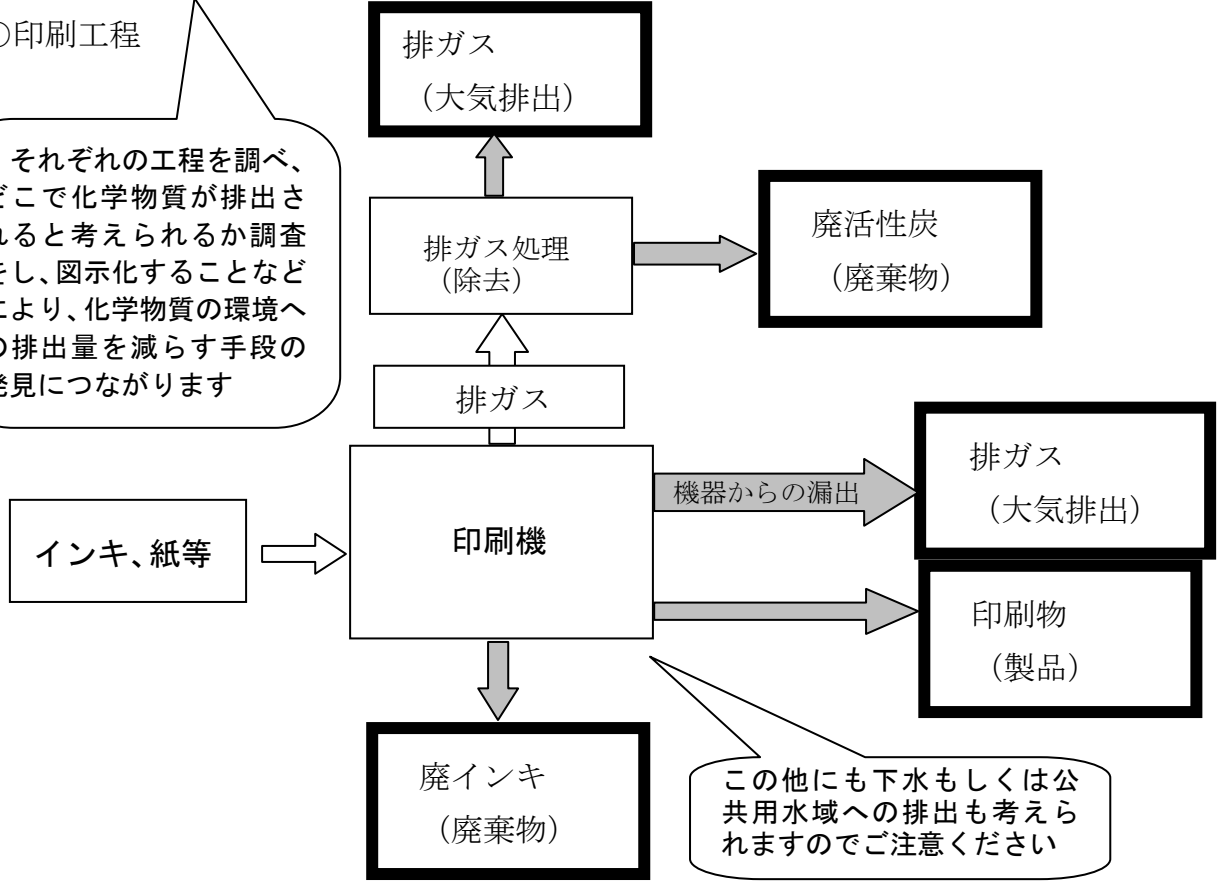 ○印刷工程
排ガス
（大気排出）
それぞれの工程を調べ、
どこで化学物質が排出さ
れると考えられるか調査
をし、図示化することなど
により、化学物質の環境へ
の排出量を減らす手段の
発見につながります
排ガス処理
（除去）
廃活性炭
（廃棄物）
排ガス
インキ、紙等
印刷機
機器からの漏出
排ガス
（大気排出）
印刷物
（製品）
廃インキ
（廃棄物）
この他にも下水もしくは公
共用水域への排出も考えら
れますのでご注意ください